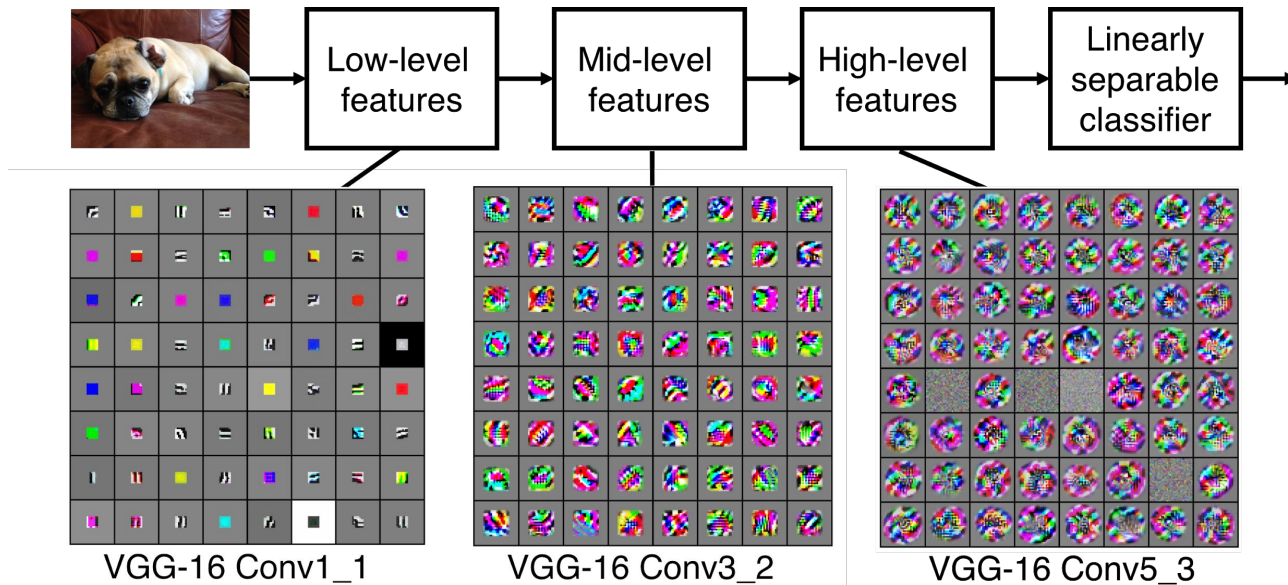 Low-level
features
Mid-level
features
High-level
features
Linearly
separable
classifier
VGG-16 Conv1_1
VGG-16 Conv3_2
VGG-16 Conv5_3